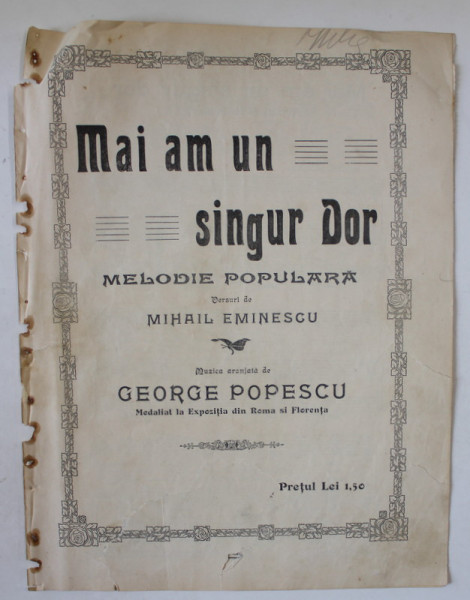 Mai am un
singur Dor
MELODIE POPULARA
Versuri de
MIHAIL EMINESCU
Muzica aranjată de
GEORGE POPESCU
Medaliat la Expoziția din Roma si Florența
Prețul Lei 1,50